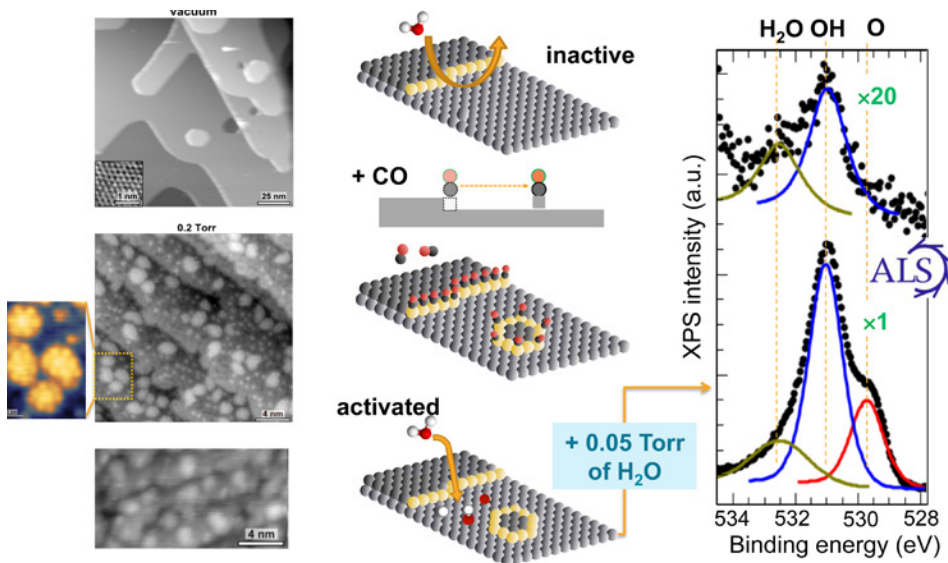 vacuum
1 nm
25 nm
0.2 Torr
4 nm
4 nm
inactive
+ CO
activated
+ 0.05 Torr
of H₂O
H₂O OH O
×20
ALS
×1
XPS intensity (a.u.)
534 532 530 528
Binding energy (eV)